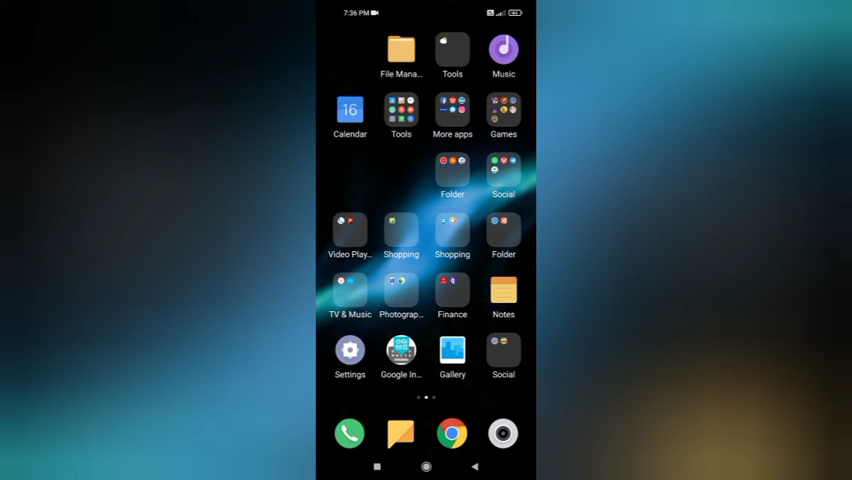 7:36 PM
File Mana...
Tools
Music
16
Calendar
Tools
More apps
Games
Folder
Social
Video Play...
Shopping
Shopping
Folder
TV & Music
Photograp...
Finance
Notes
Settings
Google In...
Gallery
Social